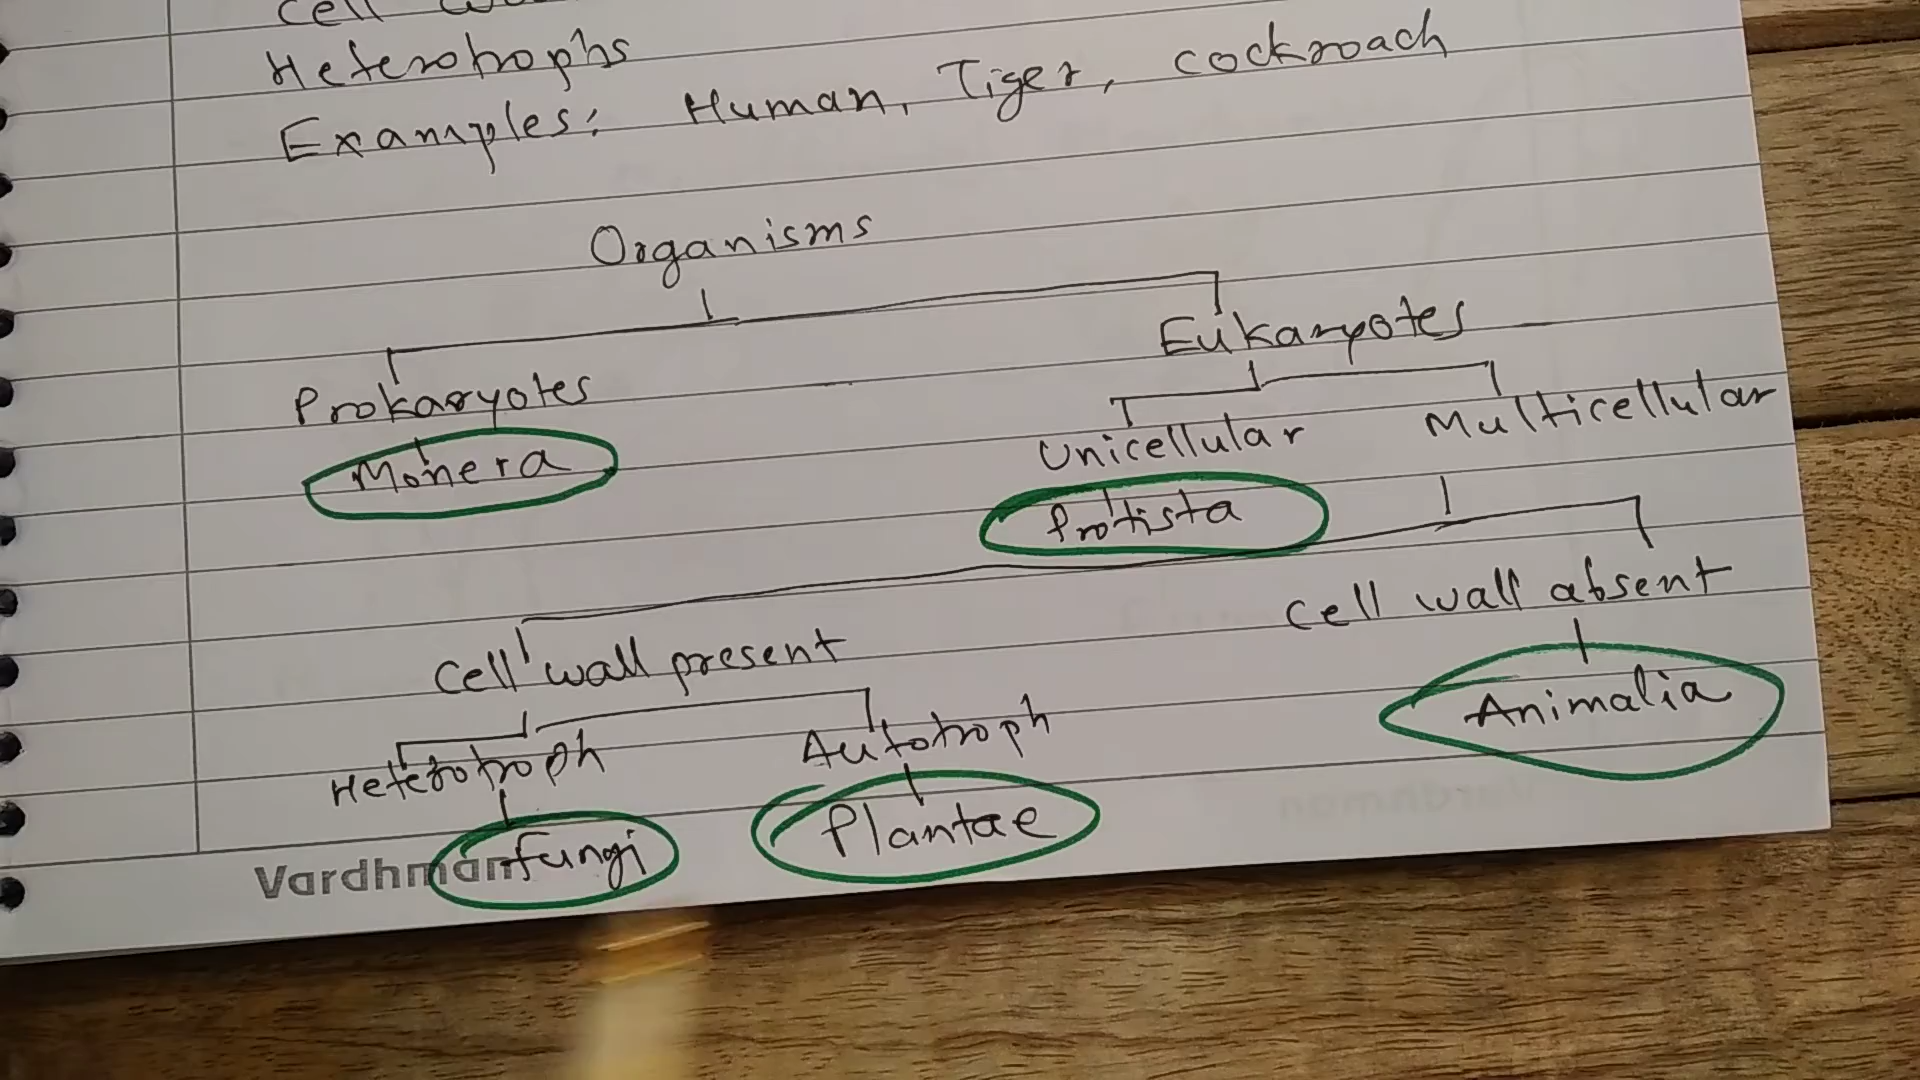 Cell
Heterotrophs
Examples: Human, Tiger, cockroach
Organisms
Prokaryotes
Eukaryotes
Monera
Unicellular
Multicellular
Protista
Cell wall present
Cell wall absent
Heterotroph
Autotroph
Animalia
Fungi
Plantae
Vardhman